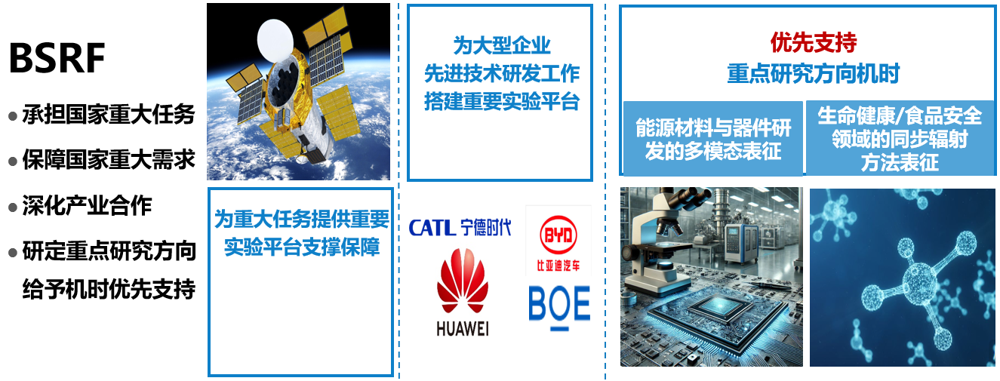 BSRF
承担国家重大任务
保障国家重大需求
深化产业合作
研定重点研究方向
给予机时优先支持
为重大任务提供重要
实验平台支撑保障
为大型企业
先进技术研发工作
搭建重要实验平台
CATL 宁德时代
BYD
比亚迪汽车
HUAWEI
BOE
优先支持
重点研究方向机时
能源材料与器件研
发的多模态表征
生命健康/食品安全
领域的同步辐射
方法表征